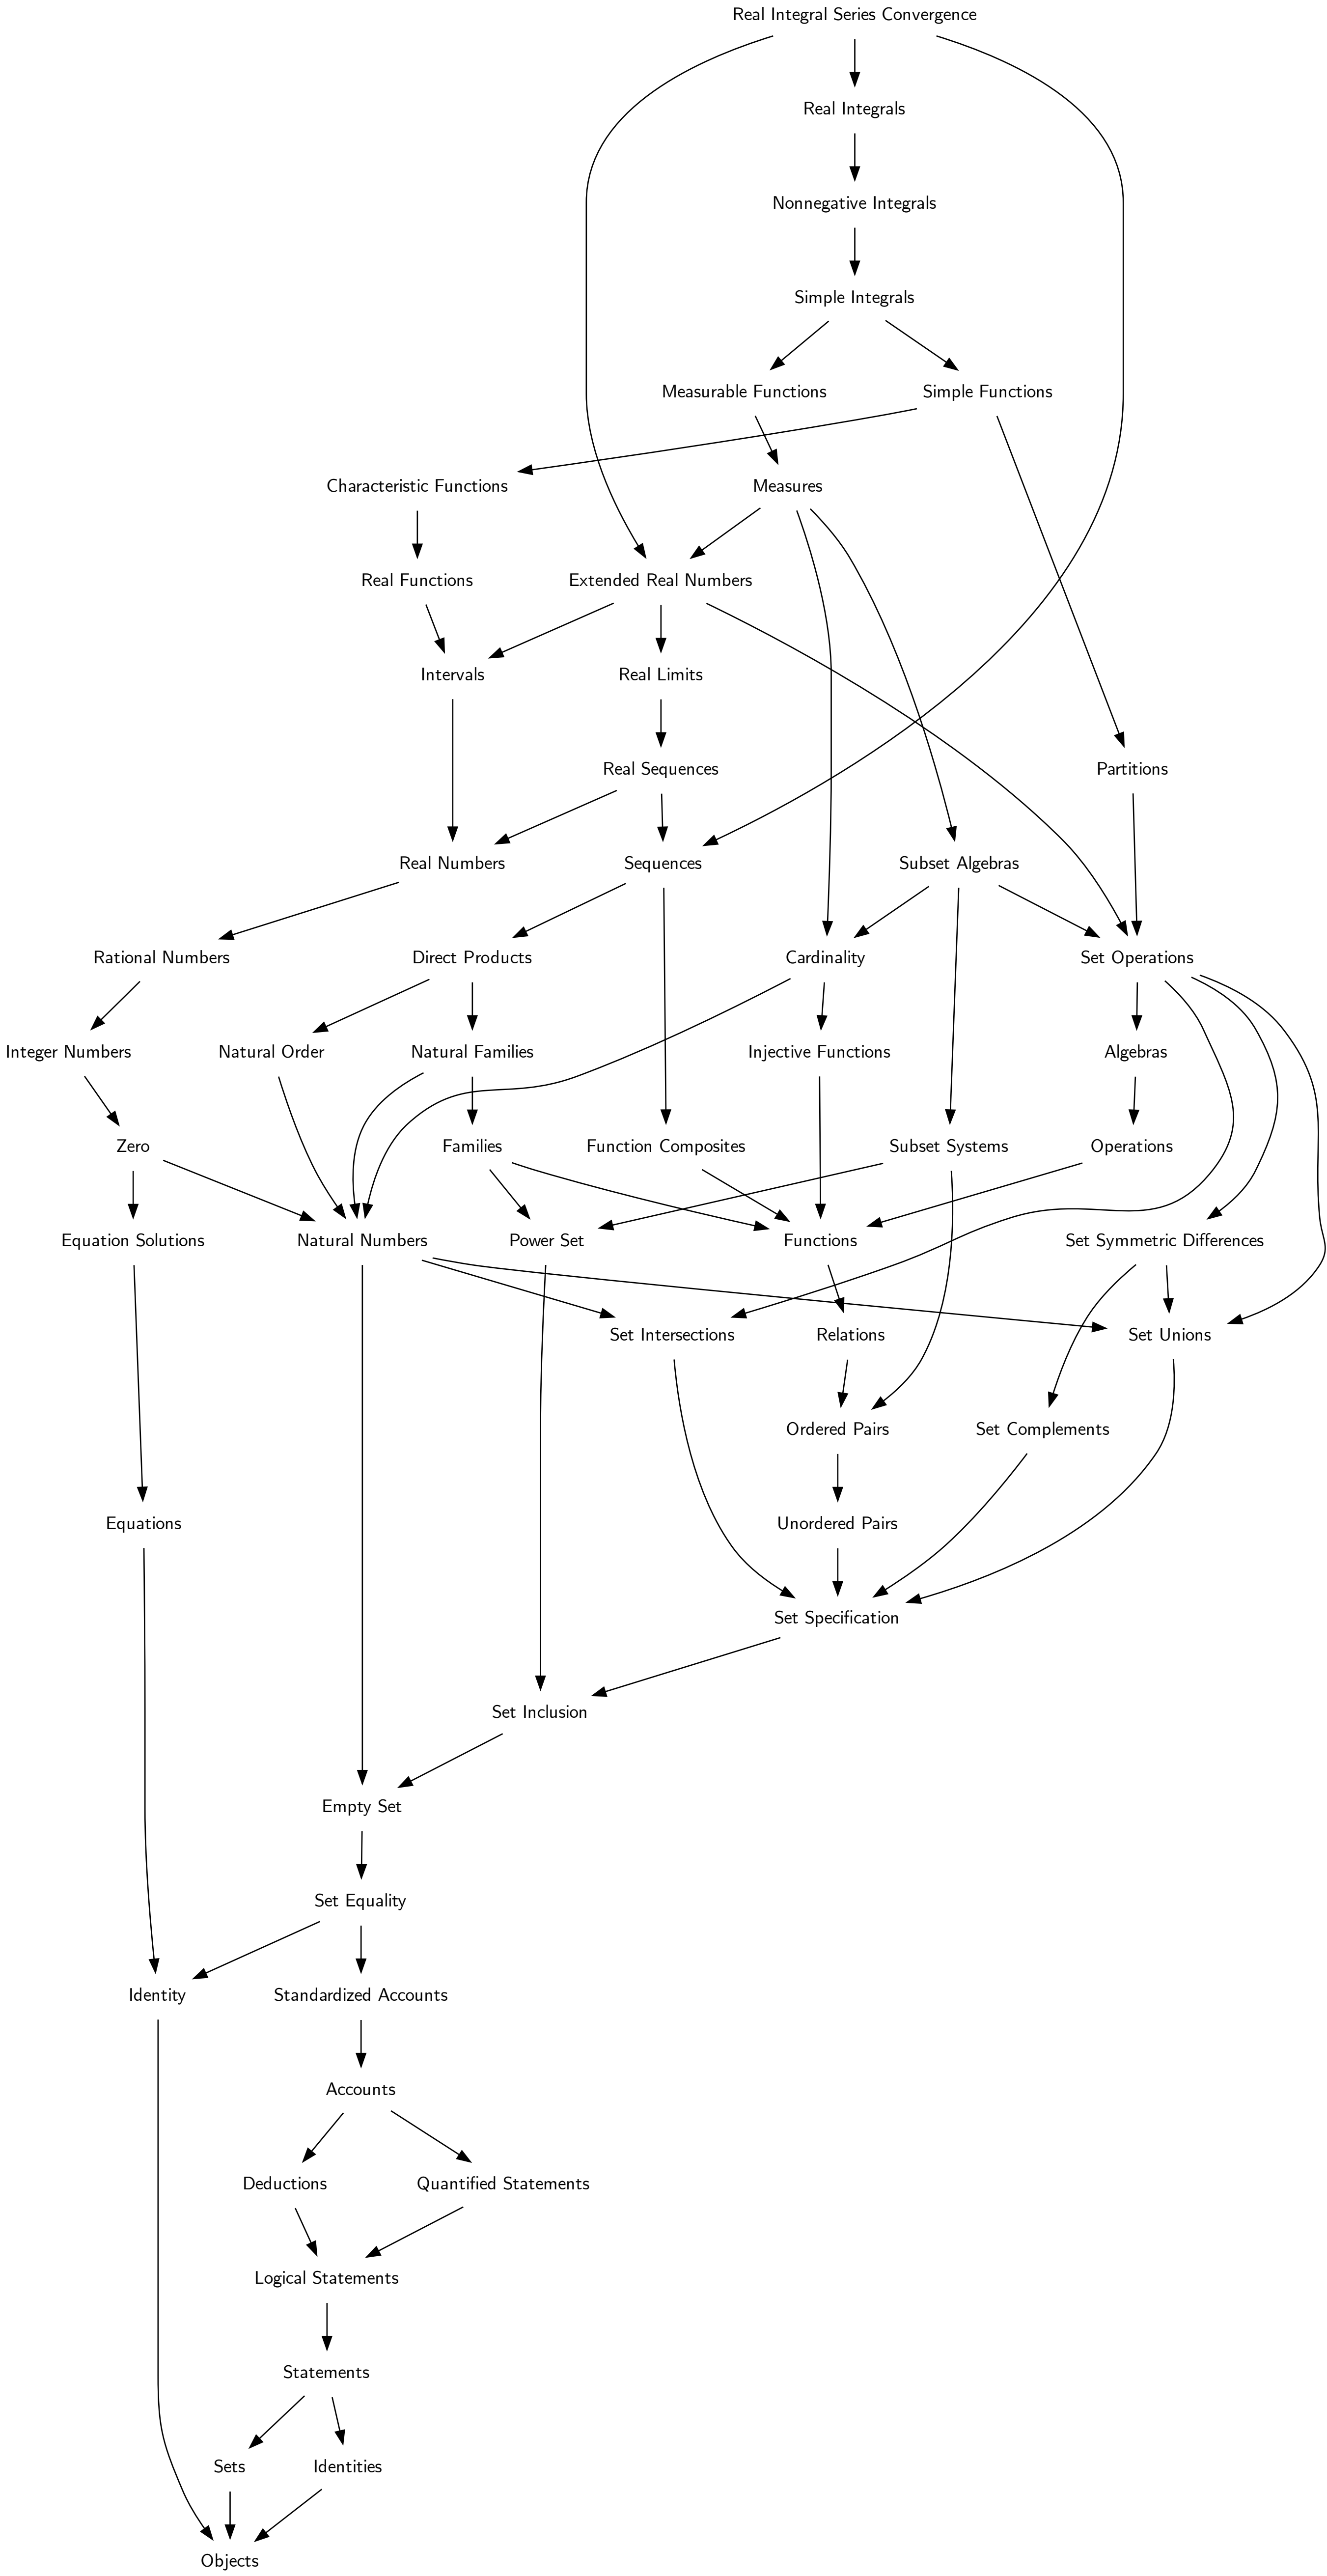 Real Integral Series Convergence
Real Integrals
Nonnegative Integrals
Simple Integrals
Measurable Functions
Simple Functions
Characteristic Functions
Measures
Real Functions
Extended Real Numbers
Intervals
Real Limits
Real Sequences
Partitions
Real Numbers
Sequences
Subset Algebras
Rational Numbers
Direct Products
Cardinality
Set Operations
Integer Numbers
Natural Order
Natural Families
Injective Functions
Algebras
Zero
Families
Function Composites
Subset Systems
Operations
Equation Solutions
Natural Numbers
Power Set
Functions
Set Symmetric Differences
Set Intersections
Relations
Set Unions
Ordered Pairs
Set Complements
Equations
Unordered Pairs
Set Specification
Set Inclusion
Empty Set
Set Equality
Identity
Standardized Accounts
Accounts
Deductions
Quantified Statements
Logical Statements
Statements
Sets
Identities
Objects